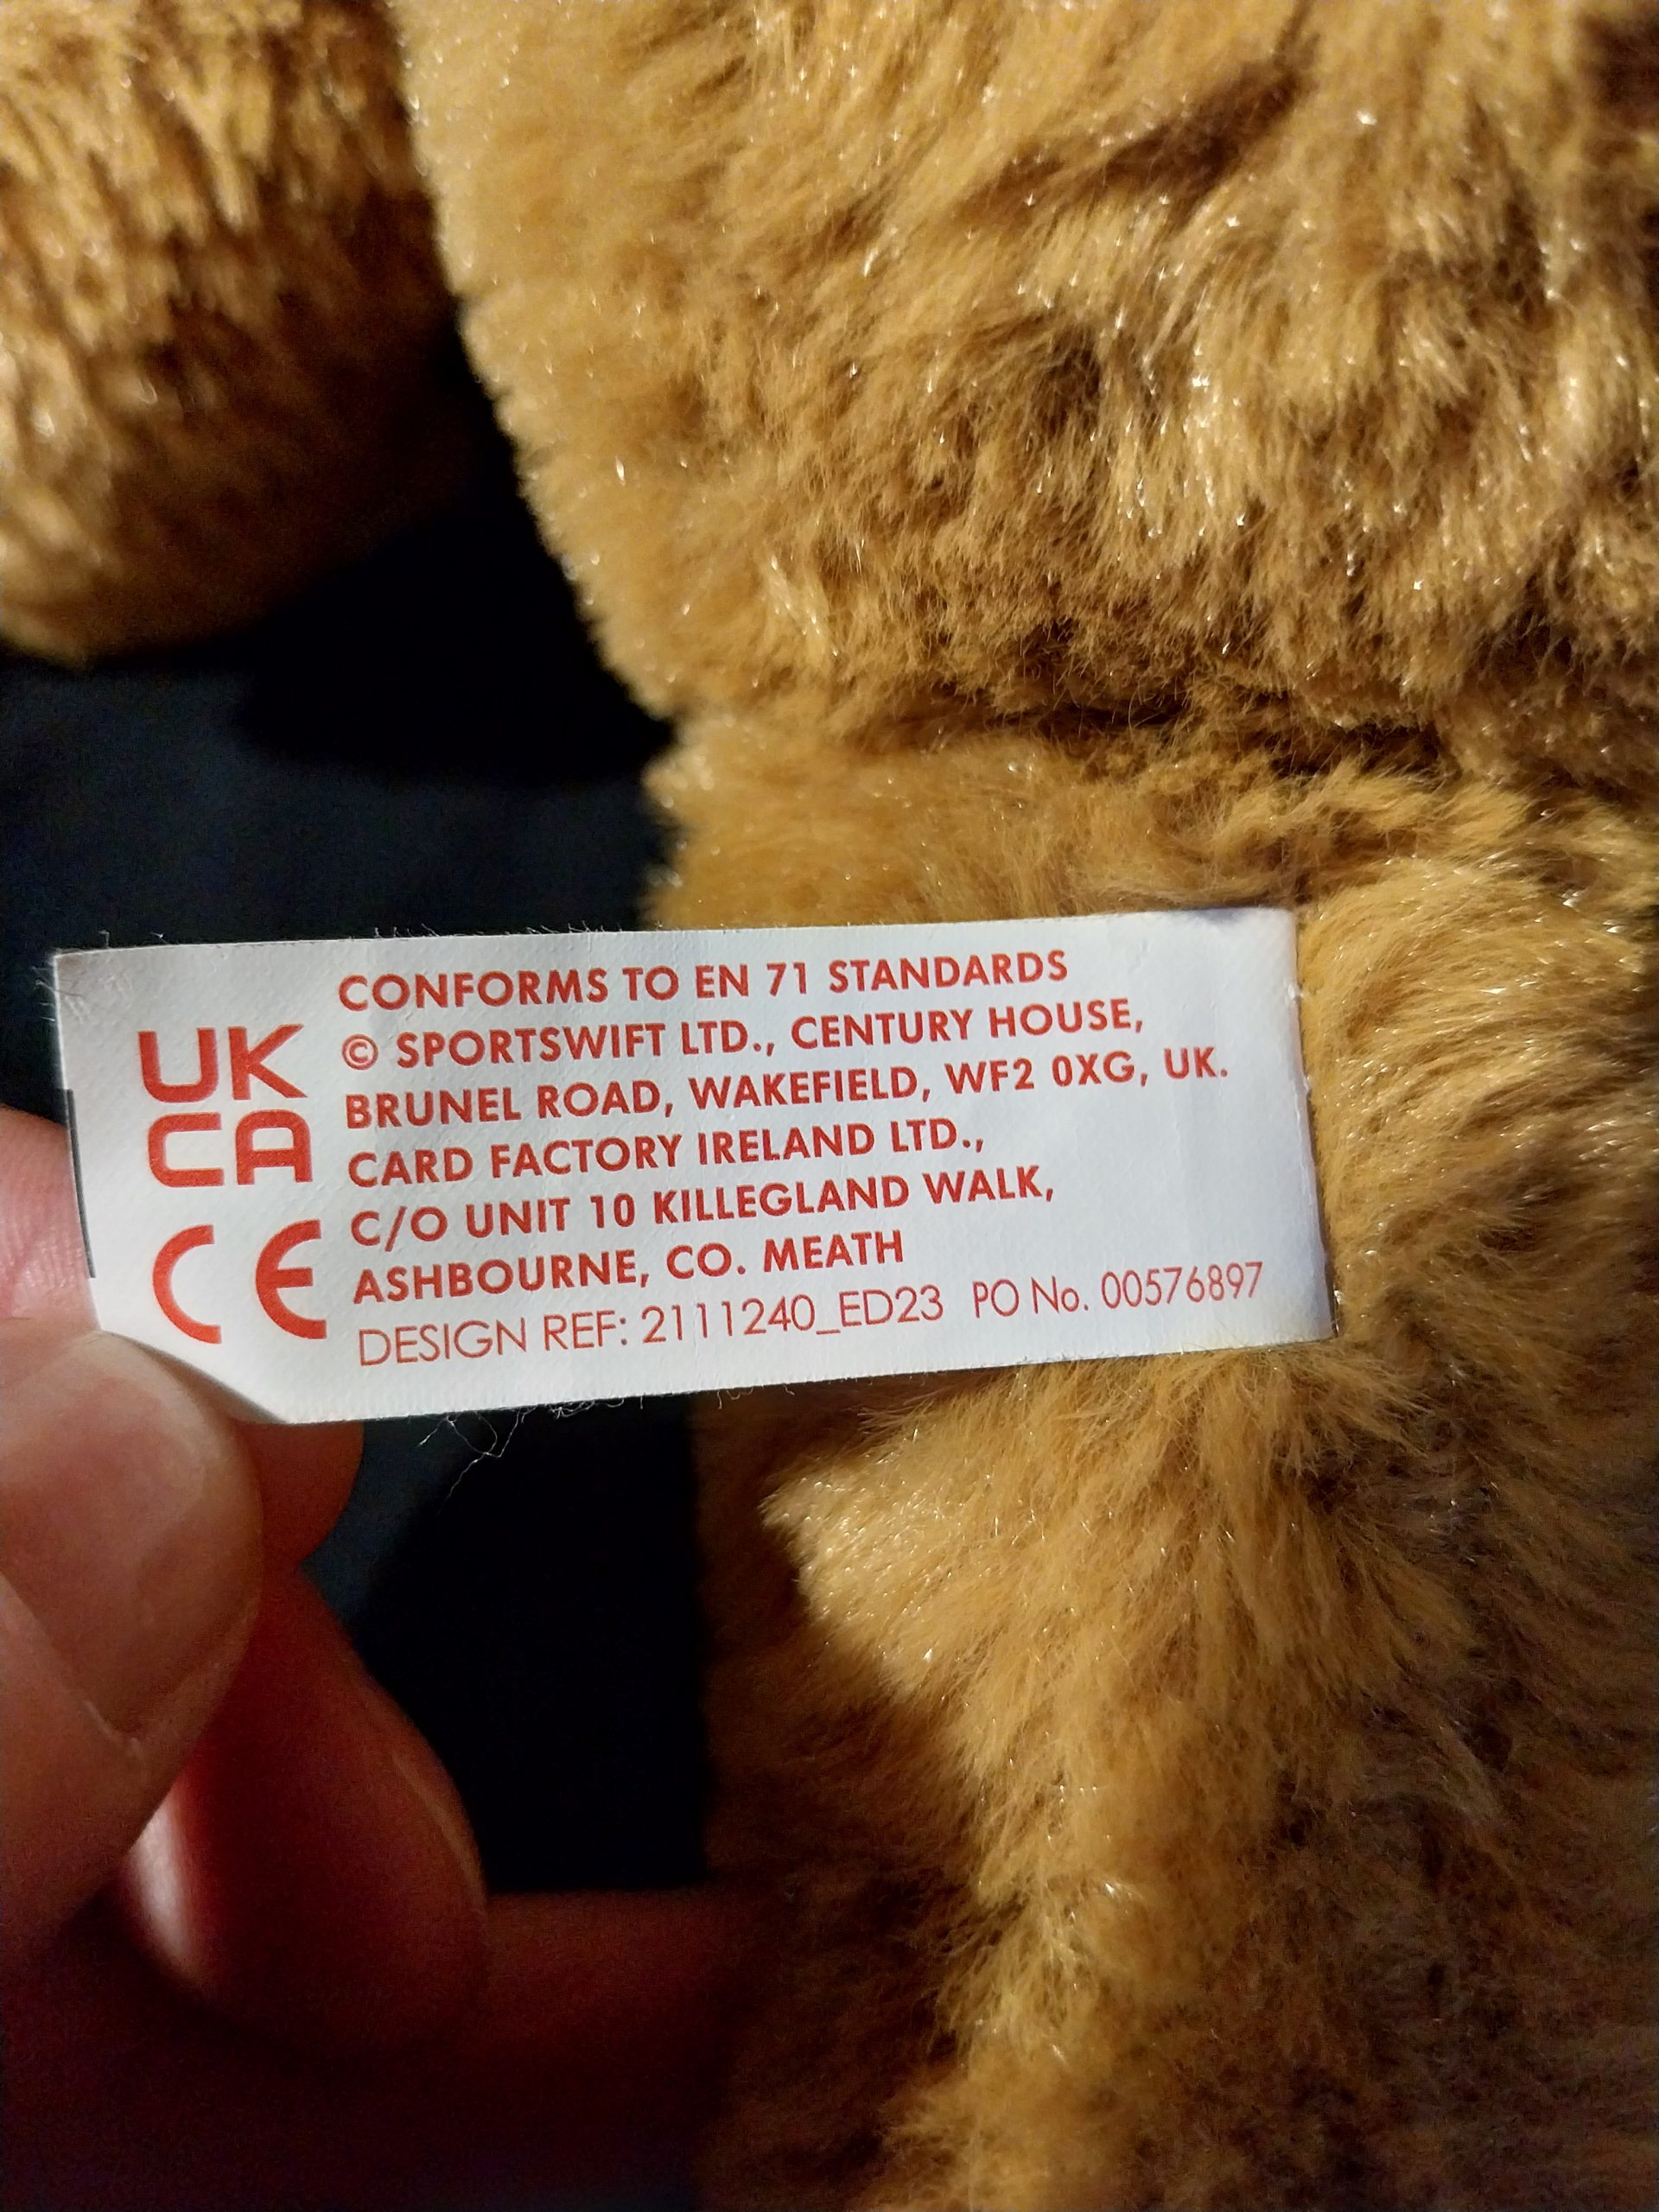 UK
CA
CE
CONFORMS TO EN 71 STANDARDS
© SPORTSWIFT LTD., CENTURY HOUSE,
BRUNEL ROAD, WAKEFIELD, WF2 0XG, UK.
CARD FACTORY IRELAND LTD.,
C/O UNIT 10 KILLEGLAND WALK,
ASHBOURNE, CO. MEATH
DESIGN REF: 2111240_ED23 PO No. 00576897